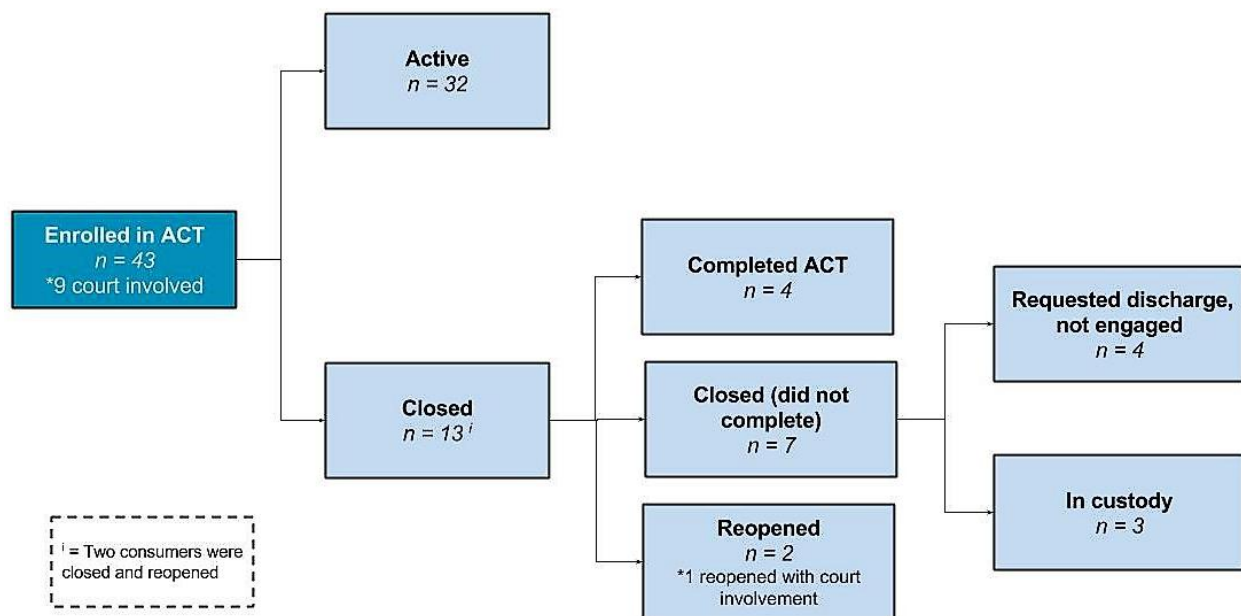 Active
n = 32
Enrolled in ACT
n = 43
*9 court involved
Completed ACT
n = 4
Requested discharge,
not engaged
n = 4
Closed
n = 13 i
Closed (did not
complete)
n = 7
In custody
n = 3
Reopened
n = 2
*1 reopened with court
involvement
i = Two consumers were
closed and reopened